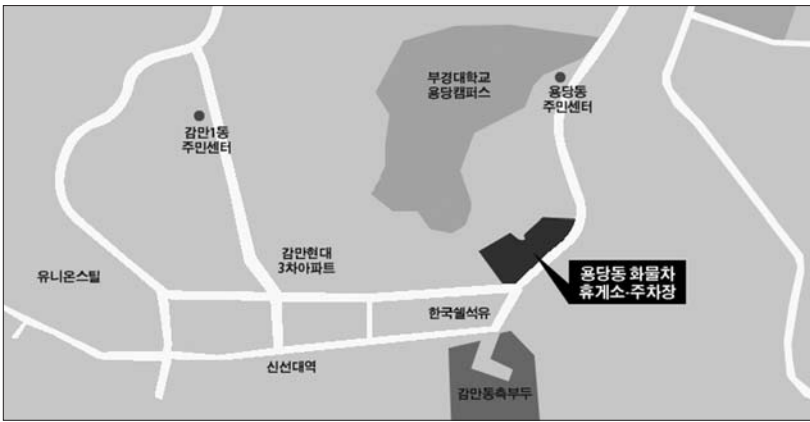 부경대학교
용당캠퍼스
용당동
주민센터
감만1동
주민센터
감만현대
3차아파트
유니온스틸
용당동 화물차
휴게소·주차장
한국쉘석유
신선대역
감만동측부두